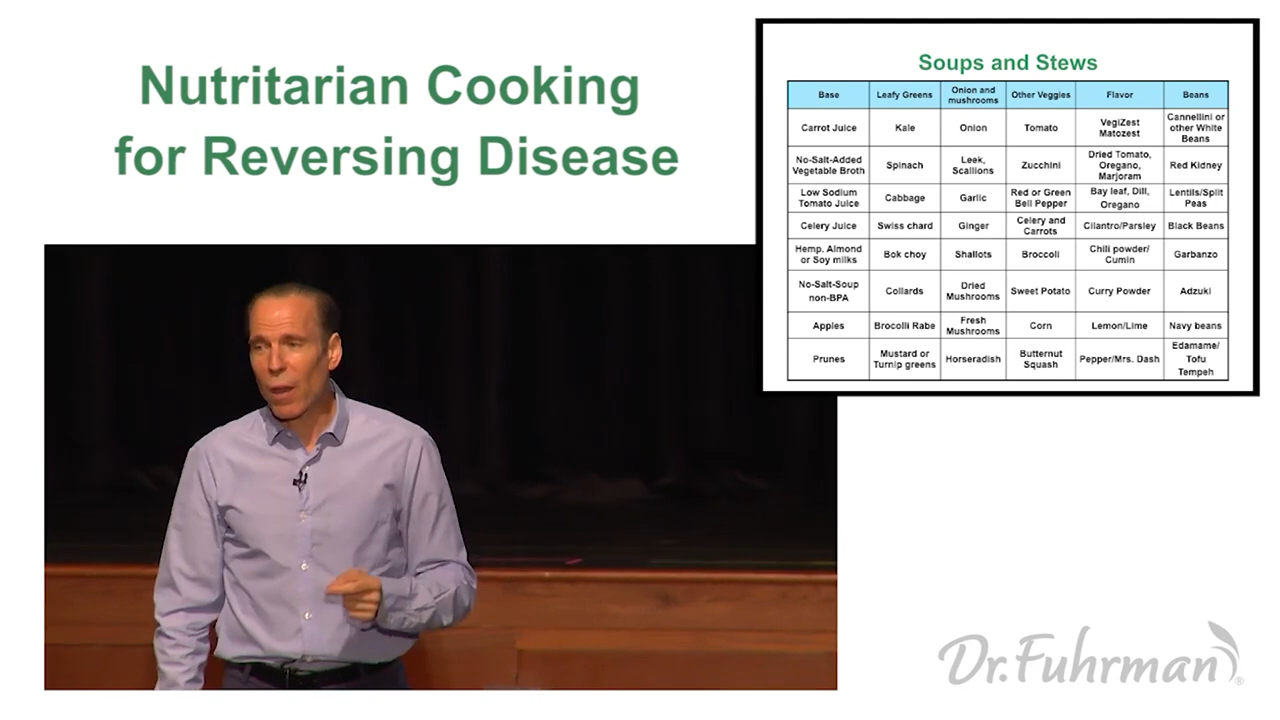 Nutritarian Cooking
for Reversing Disease
Soups and Stews
Base
Leafy Greens
Onion and
mushrooms
Other Veggies
Flavor
Beans
Carrot Juice
Kale
Onion
Tomato
VegiZest
Matozest
Cannellini or
other White
Beans
No-Salt-Added
Vegetable Broth
Spinach
Leek,
Scallions
Zucchini
Dried Tomato,
Oregano,
Marjoram
Red Kidney
Low Sodium
Tomato Juice
Cabbage
Garlic
Red or Green
Bell Pepper
Bay leaf, Dill,
Oregano
Lentils/Split
Peas
Celery Juice
Swiss chard
Ginger
Celery and
Carrots
Cilantro/Parsley
Black Beans
Hemp. Almond
or Soy milks
Bok choy
Shallots
Broccoli
Chili powder/
Cumin
Garbanzo
No-Salt-Soup
non-BPA
Collards
Dried
Mushrooms
Sweet Potato
Curry Powder
Adzuki
Apples
Brocolli Rabe
Fresh
Mushrooms
Corn
Lemon/Lime
Navy beans
Prunes
Mustard or
Turnip greens
Horseradish
Butternut
Squash
Pepper/Mrs. Dash
Edamame/
Tofu
Tempeh
Dr. Fuhrman®